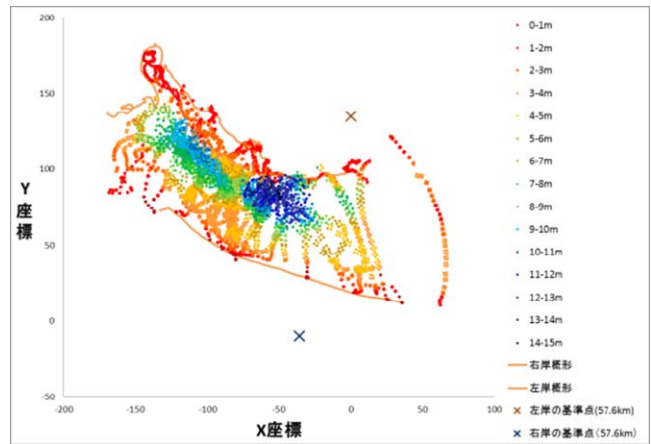 200
150
100
50
0
-50
-200
-150
-100
-50
0
50
100
Y座標
X座標
0-1m
1-2m
2-3m
3-4m
4-5m
5-6m
6-7m
7-8m
8-9m
9-10m
10-11m
11-12m
12-13m
13-14m
14-15m
右岸概形
左岸概形
左岸の基準点(57.6km)
右岸の基準点(57.6km)